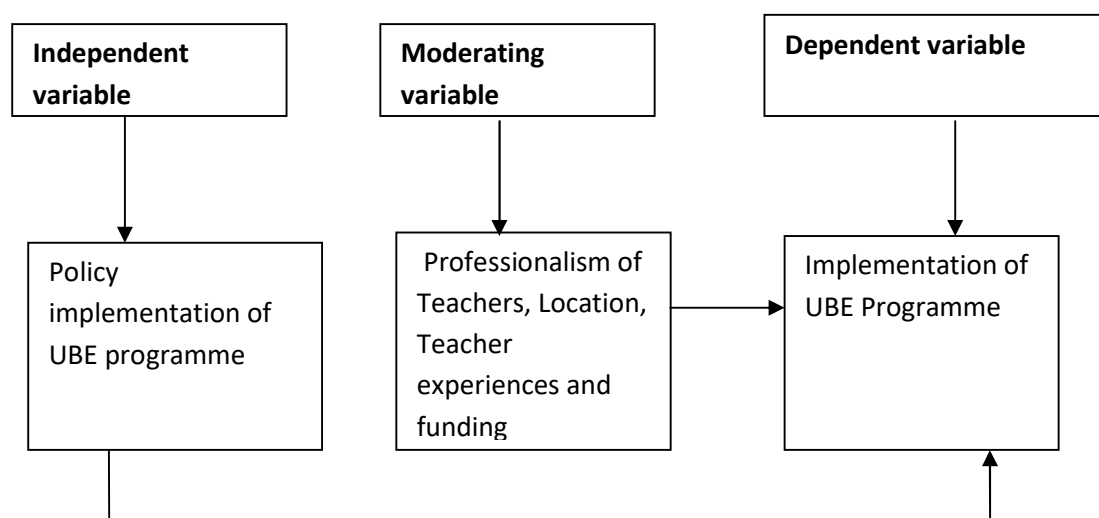 Independent
variable
Moderating
variable
Dependent variable
Policy
implementation of
UBE programme
Professionalism of
Teachers, Location,
Teacher
experiences and
funding
Implementation of
UBE Programme